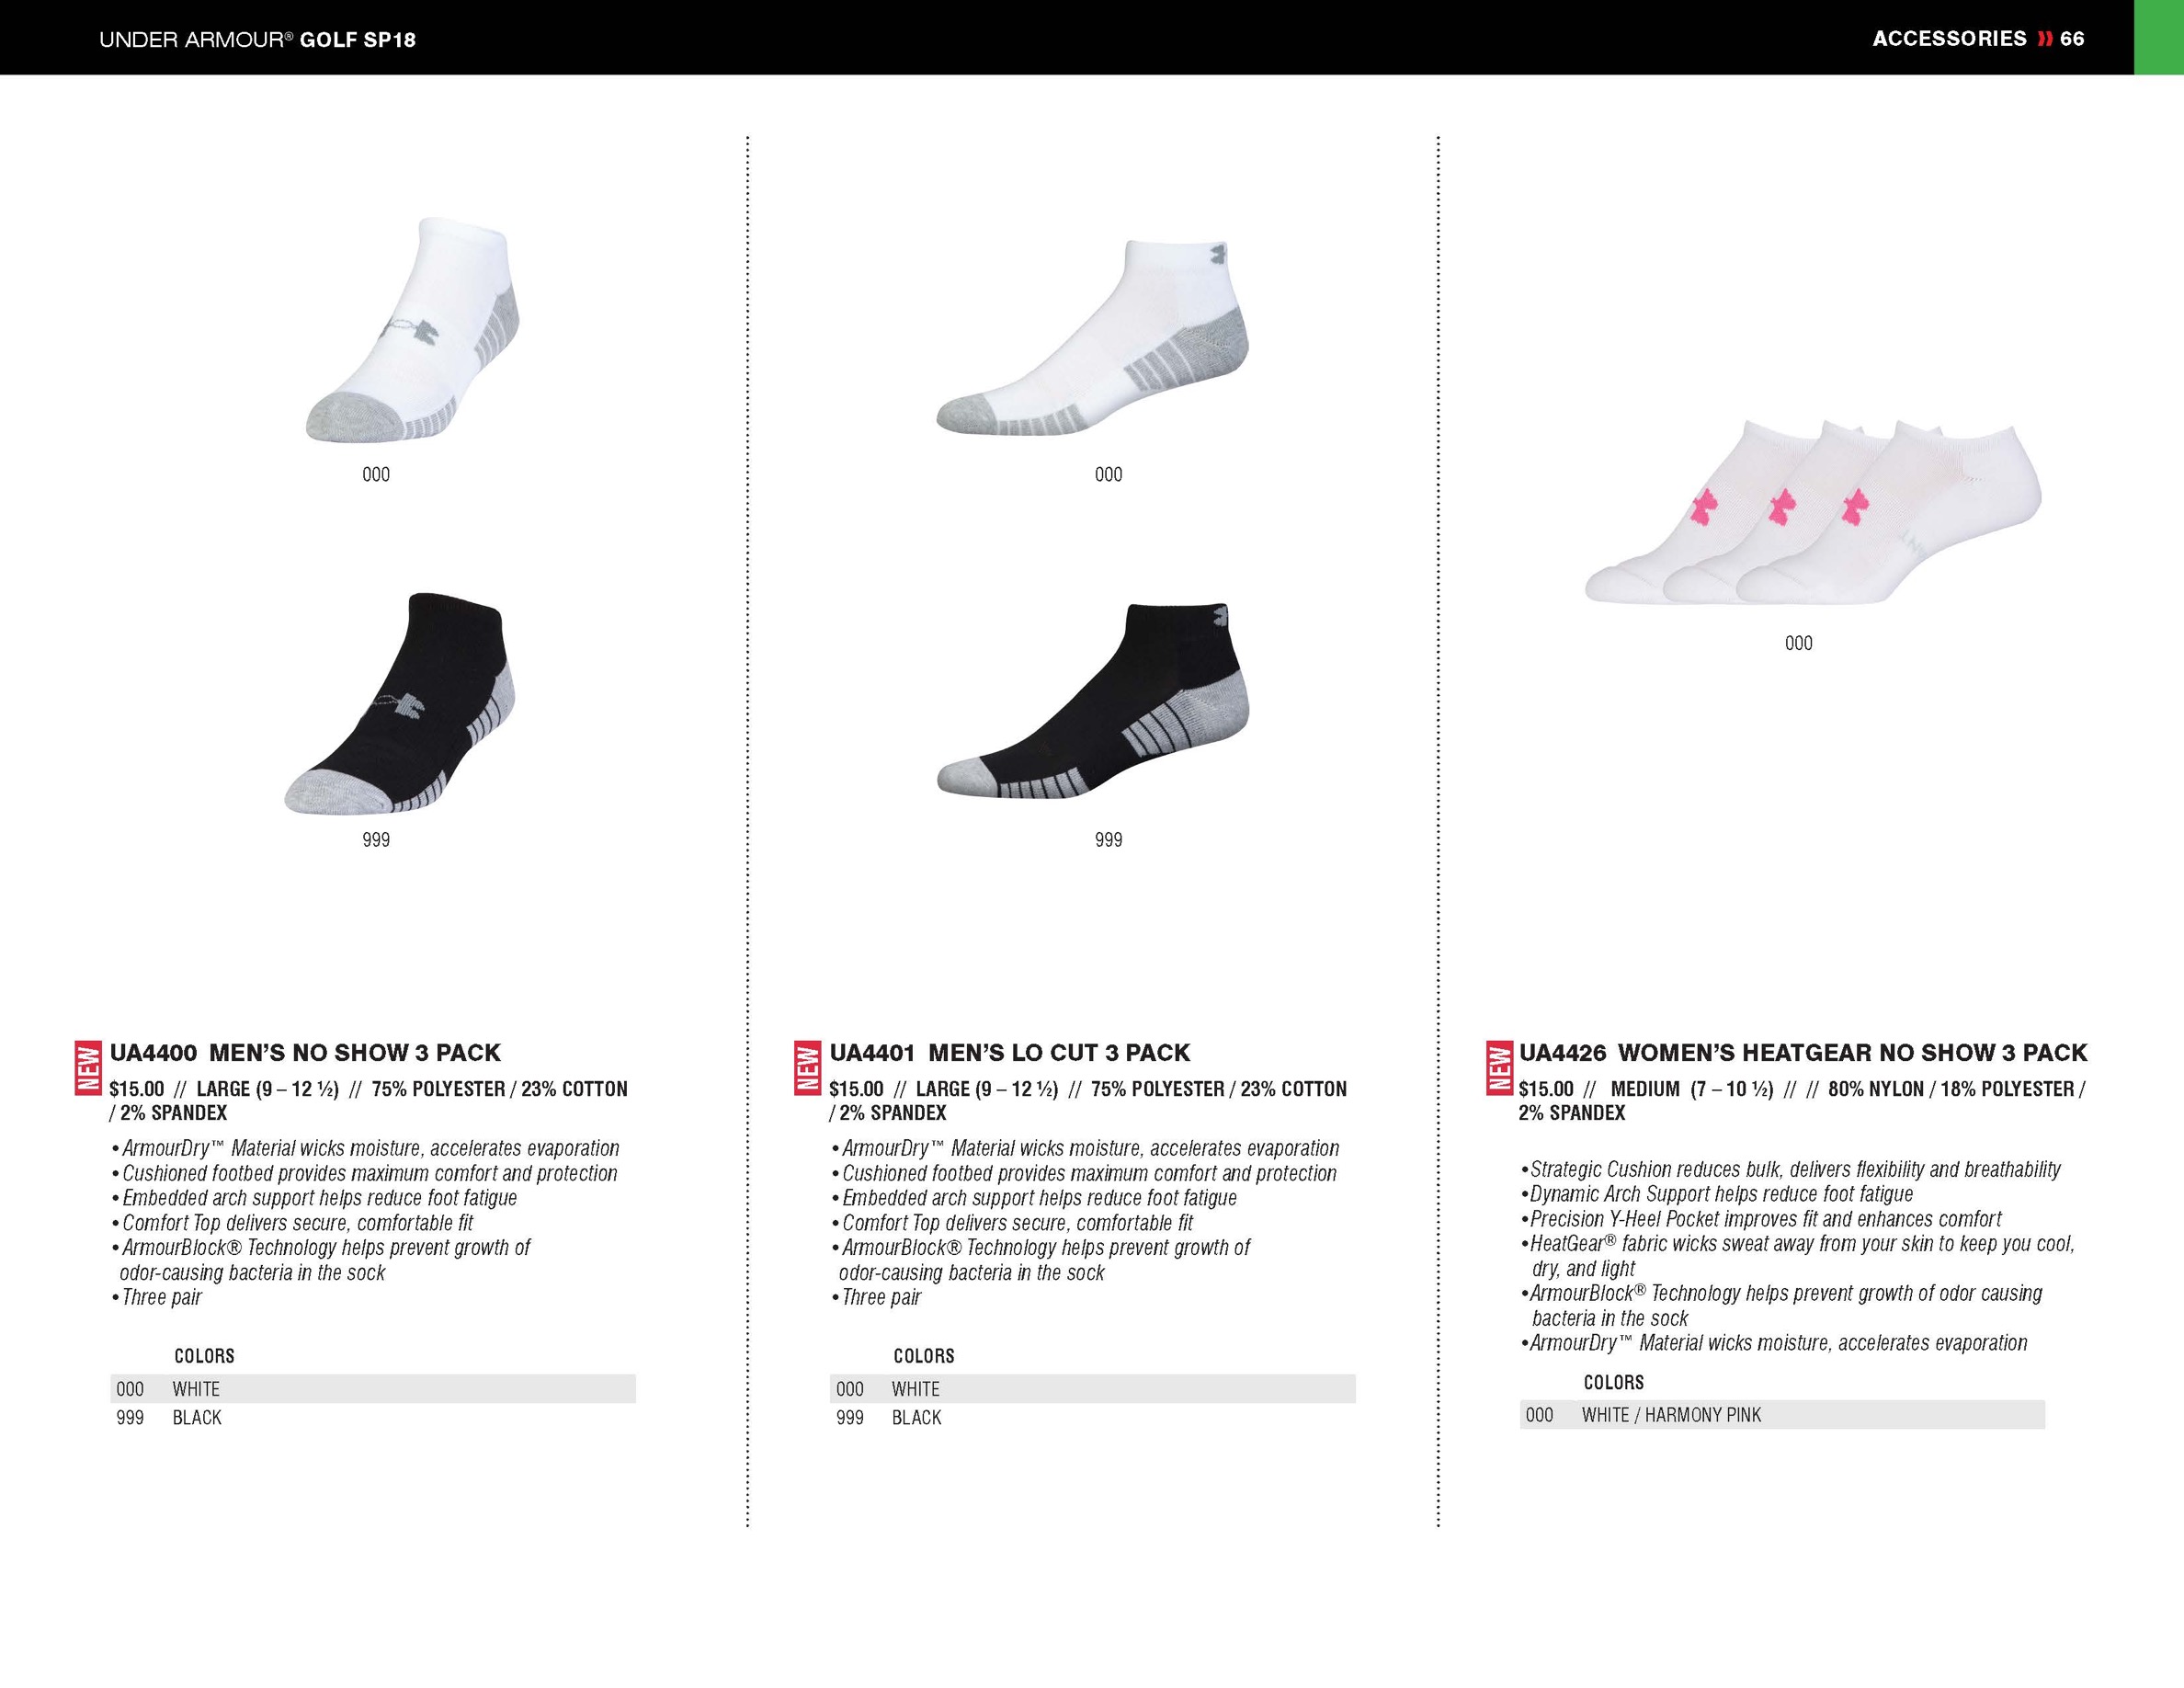 UNDER ARMOUR® GOLF SP18
ACCESSORIES 66
000
999
UA4400 MEN’S NO SHOW 3 PACK
NEW
$15.00 // LARGE (9 – 12 ½) // 75% POLYESTER / 23% COTTON
/ 2% SPANDEX
• ArmourDry™ Material wicks moisture, accelerates evaporation
• Cushioned footbed provides maximum comfort and protection
• Embedded arch support helps reduce foot fatigue
• Comfort Top delivers secure, comfortable fit
• ArmourBlock® Technology helps prevent growth of
odor-causing bacteria in the sock
• Three pair
COLORS
000 WHITE
999 BLACK
000
999
UA4401 MEN’S LO CUT 3 PACK
NEW
$15.00 // LARGE (9 – 12 ½) // 75% POLYESTER / 23% COTTON
/ 2% SPANDEX
• ArmourDry™ Material wicks moisture, accelerates evaporation
• Cushioned footbed provides maximum comfort and protection
• Embedded arch support helps reduce foot fatigue
• Comfort Top delivers secure, comfortable fit
• ArmourBlock® Technology helps prevent growth of
odor-causing bacteria in the sock
• Three pair
COLORS
000 WHITE
999 BLACK
000
UA4426 WOMEN’S HEATGEAR NO SHOW 3 PACK
NEW
$15.00 // MEDIUM (7 – 10 ½) // // 80% NYLON / 18% POLYESTER /
2% SPANDEX
•Strategic Cushion reduces bulk, delivers flexibility and breathability
•Dynamic Arch Support helps reduce foot fatigue
•Precision Y-Heel Pocket improves fit and enhances comfort
•HeatGear® fabric wicks sweat away from your skin to keep you cool,
dry, and light
•ArmourBlock® Technology helps prevent growth of odor causing
bacteria in the sock
•ArmourDry™ Material wicks moisture, accelerates evaporation
COLORS
000 WHITE / HARMONY PINK